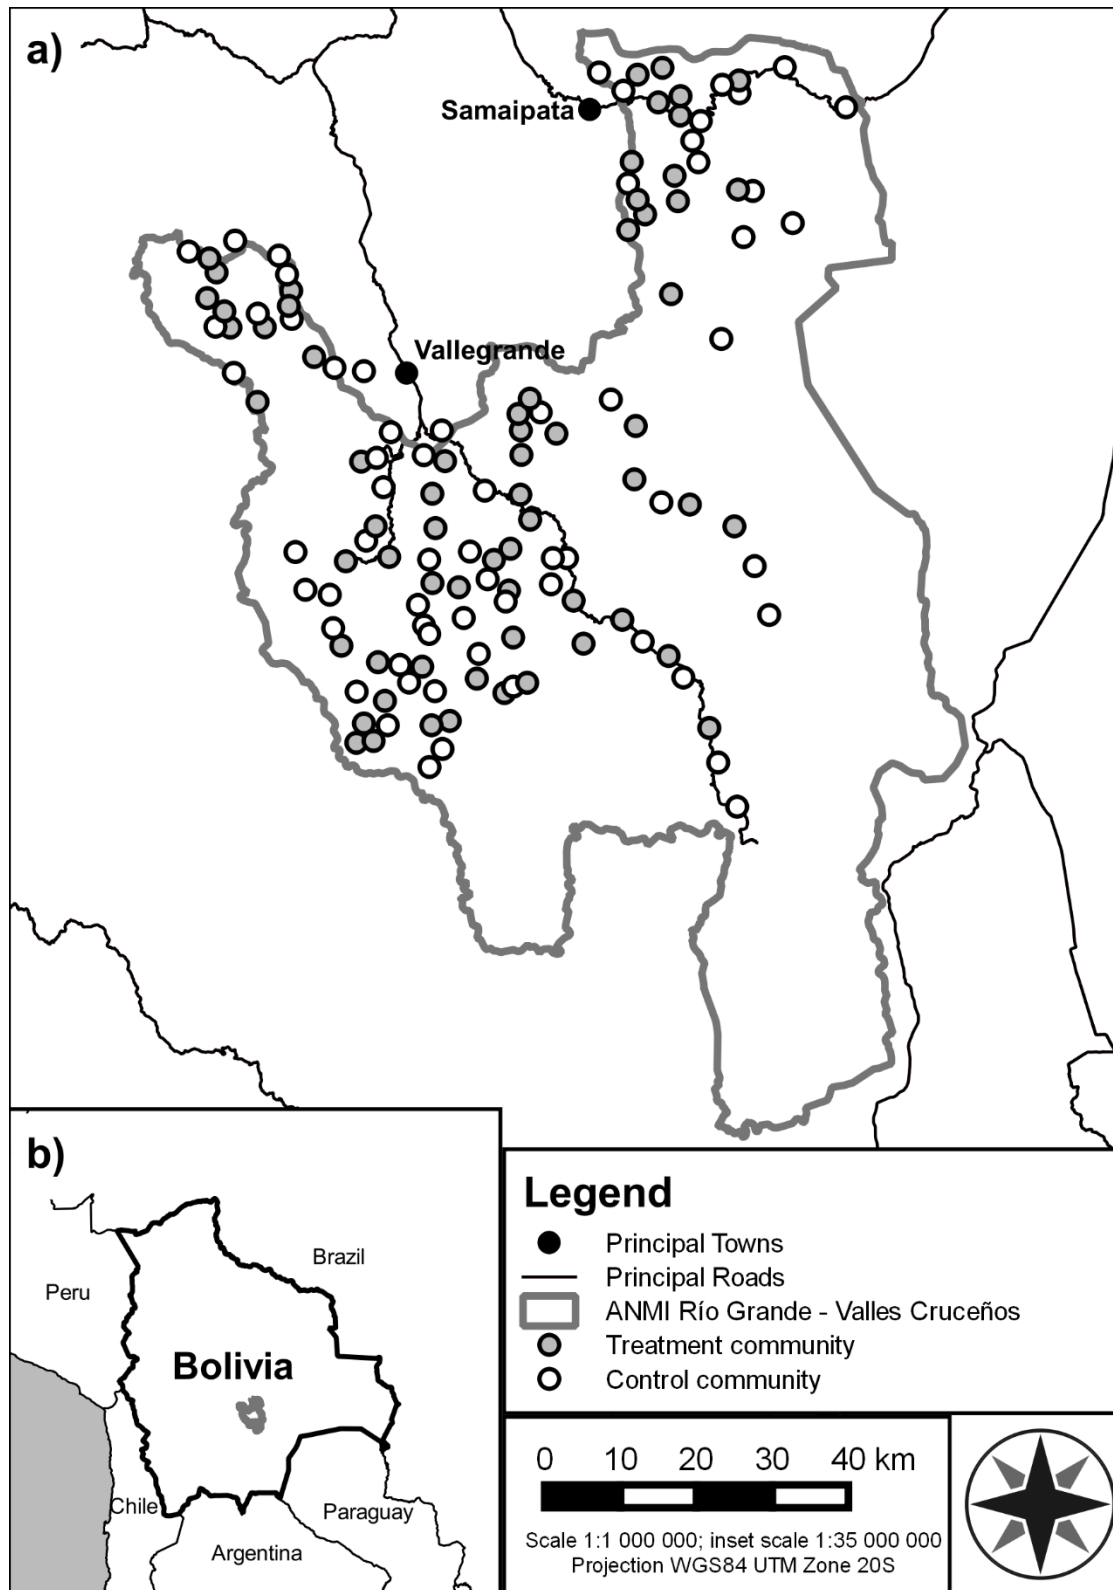 a)
Samaipata
Vallegrande
b)
Brazil
Peru
Bolivia
Chile
Paraguay
Argentina
Legend
Principal Towns
Principal Roads
ANMI Río Grande - Valles Cruceños
Treatment community
Control community
0 10 20 30 40 km
Scale 1:1 000 000; inset scale 1:35 000 000
Projection WGS84 UTM Zone 20S